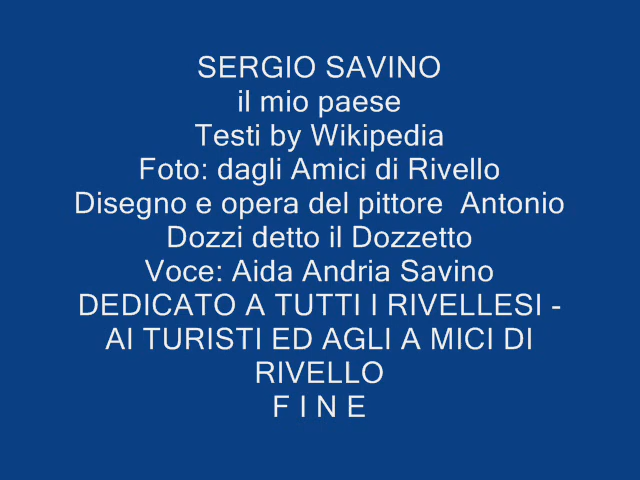 SERGIO SAVINO
il mio paese
Testi by Wikipedia
Foto: dagli Amici di Rivello
Disegno e opera del pittore  Antonio
Dozzi detto il Dozzetto
Voce: Aida Andria Savino
DEDICATO A TUTTI I RIVELLESI -
AI TURISTI ED AGLI A MICI DI
RIVELLO
F I N E